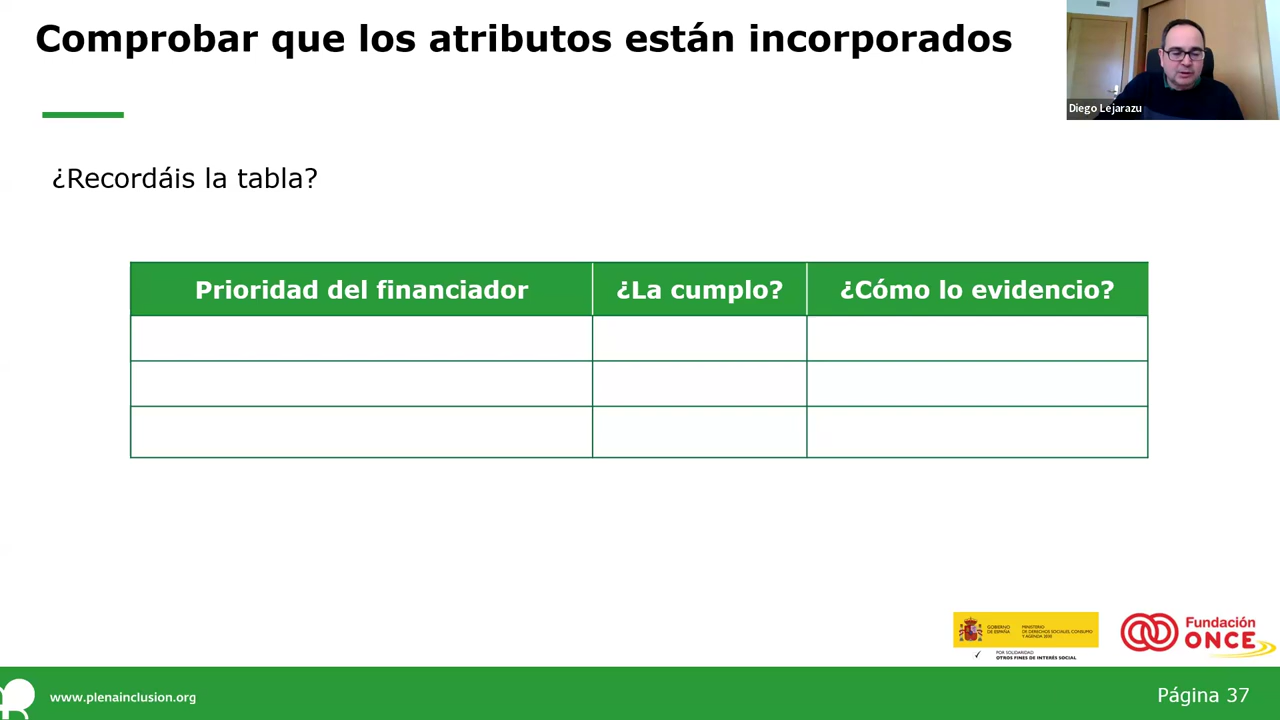 Comprobar que los atributos están incorporados
Diego Lejarazu
¿Recordáis la tabla?
Prioridad del financiador
¿La cumplo?
¿Cómo lo evidencio?
GOBIERNO
DE ESPAÑA
MINISTERIO
DE DERECHOS SOCIALES, CONSUMO
Y AGENDA 2030
POR SOLIDARIDAD
OTROS FINES DE INTERÉS SOCIAL
Fundación
ONCE
www.plenainclusion.org
Página 37